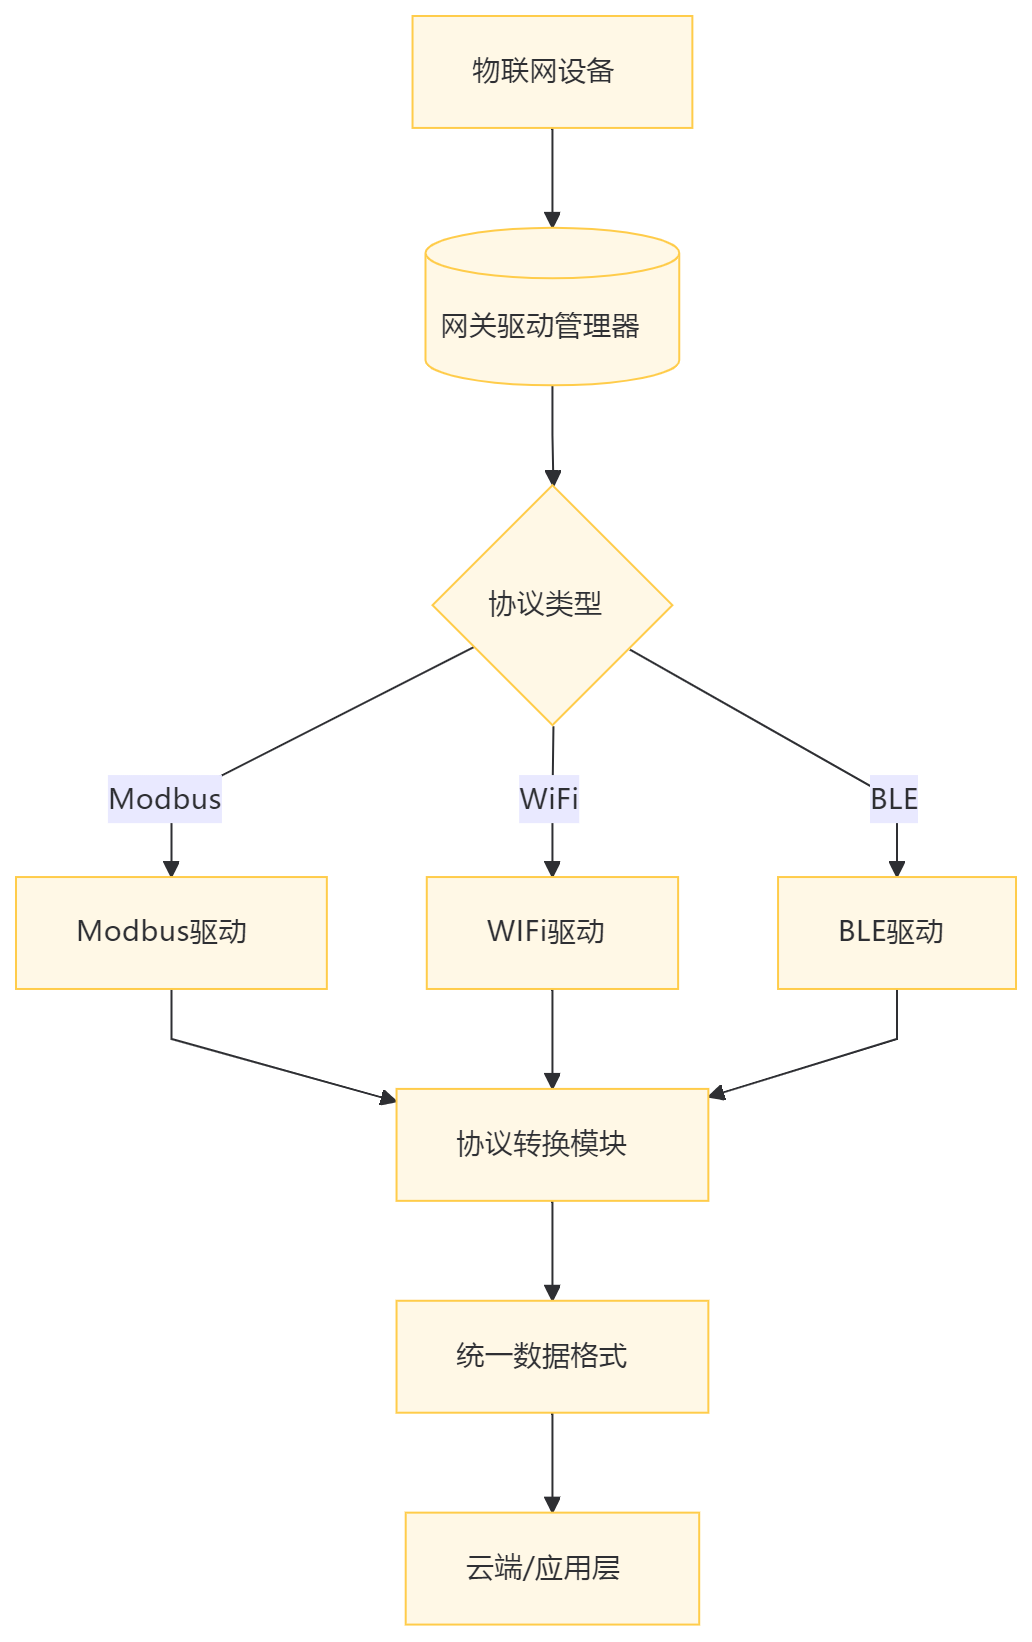 物联网设备
网关驱动管理器
协议类型
Modbus
WiFi
BLE
Modbus驱动
WIFi驱动
BLE驱动
协议转换模块
统一数据格式
云端/应用层